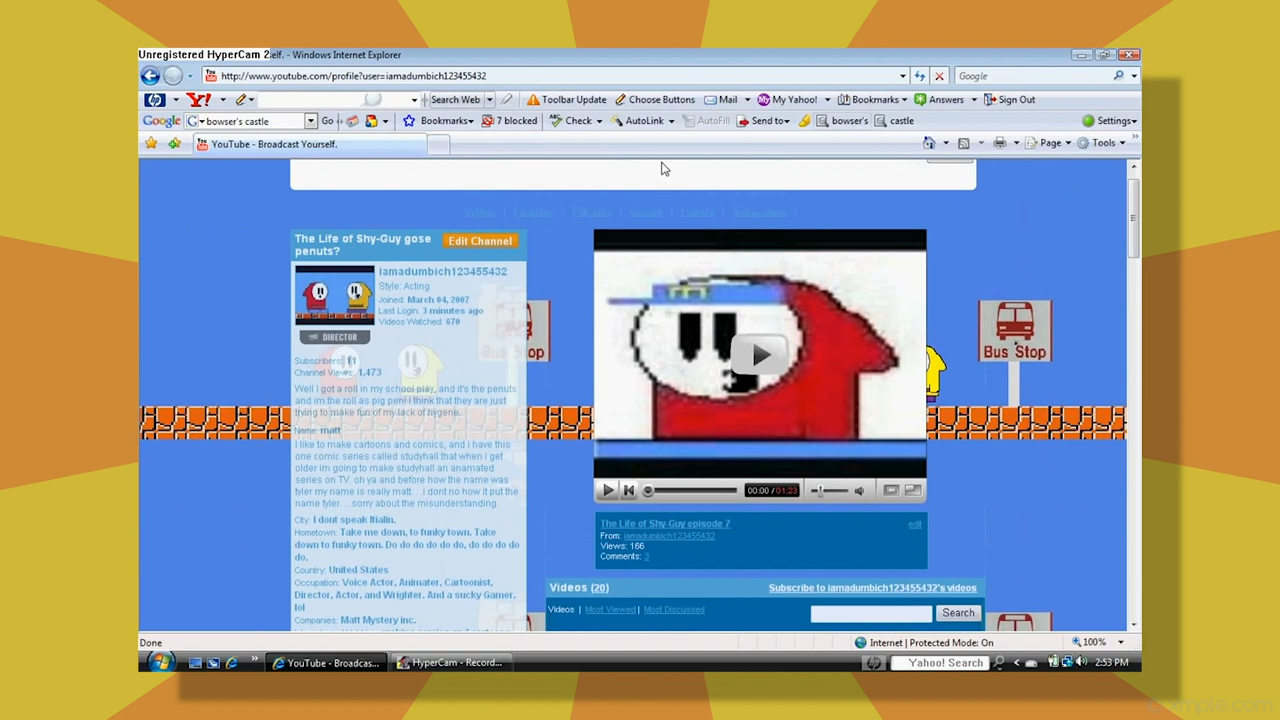 Unregistered HyperCam 2
elf. - Windows Internet Explorer
http://www.youtube.com/profile?user=iamadumbich123455432
Google
Y!
Search Web
Toolbar Update
Choose Buttons
Mail
My Yahoo!
Bookmarks
Answers
Sign Out
Google
bowser's castle
Go
Bookmarks
7 blocked
Check
AutoLink
AutoFill
Send to
bowser's
castle
Settings
YouTube - Broadcast Yourself.
Page
Tools
The Life of Shy-Guy gose
penuts?
Edit Channel
iamadumbich123455432
Style: Acting
Joined: March 04, 2007
Last Login: 3 minutes ago
Videos Watched: 670
DIRECTOR
Subscribers: 11
Channel Views: 1,473
Well I got a roll in my school play, and it's the penuts
and im the roll as pig pen! I think that they are just
trying to make fun of my lack of hygene.
Name: matt
I like to make cartoons and comics, and i have this
one comic series called studyhall that when i get
older im going to make studyhall an anamated
series on TV. oh ya and before how the name was
tyler my name is really matt. . .I dont no how it put the
name tyler. . .sorry about the misunderstanding.
City: I dont speak Itialin.
Hometown: Take me down, to funky town. Take
down to funky town. Do do do do do, do do do do
do.
Country: United States
Occupation: Voice Actor, Animater, Cartoonist,
Director, Actor, and Wrighter. And a sucky Gamer.
lol
Companies: Matt Mystery inc.
Bus Stop
Bus Stop
00:00 / 01:23
The Life of Shy-Guy episode 7
edit
From: iamadumbich123455432
Views: 166
Comments: 3
Videos (20)
Subscribe to iamadumbich123455432's videos
Videos | Most Viewed | Most Discussed
Search
Done
Internet | Protected Mode: On
100%
YouTube - Broadcas...
HyperCam - Record...
Yahoo! Search
2:53 PM